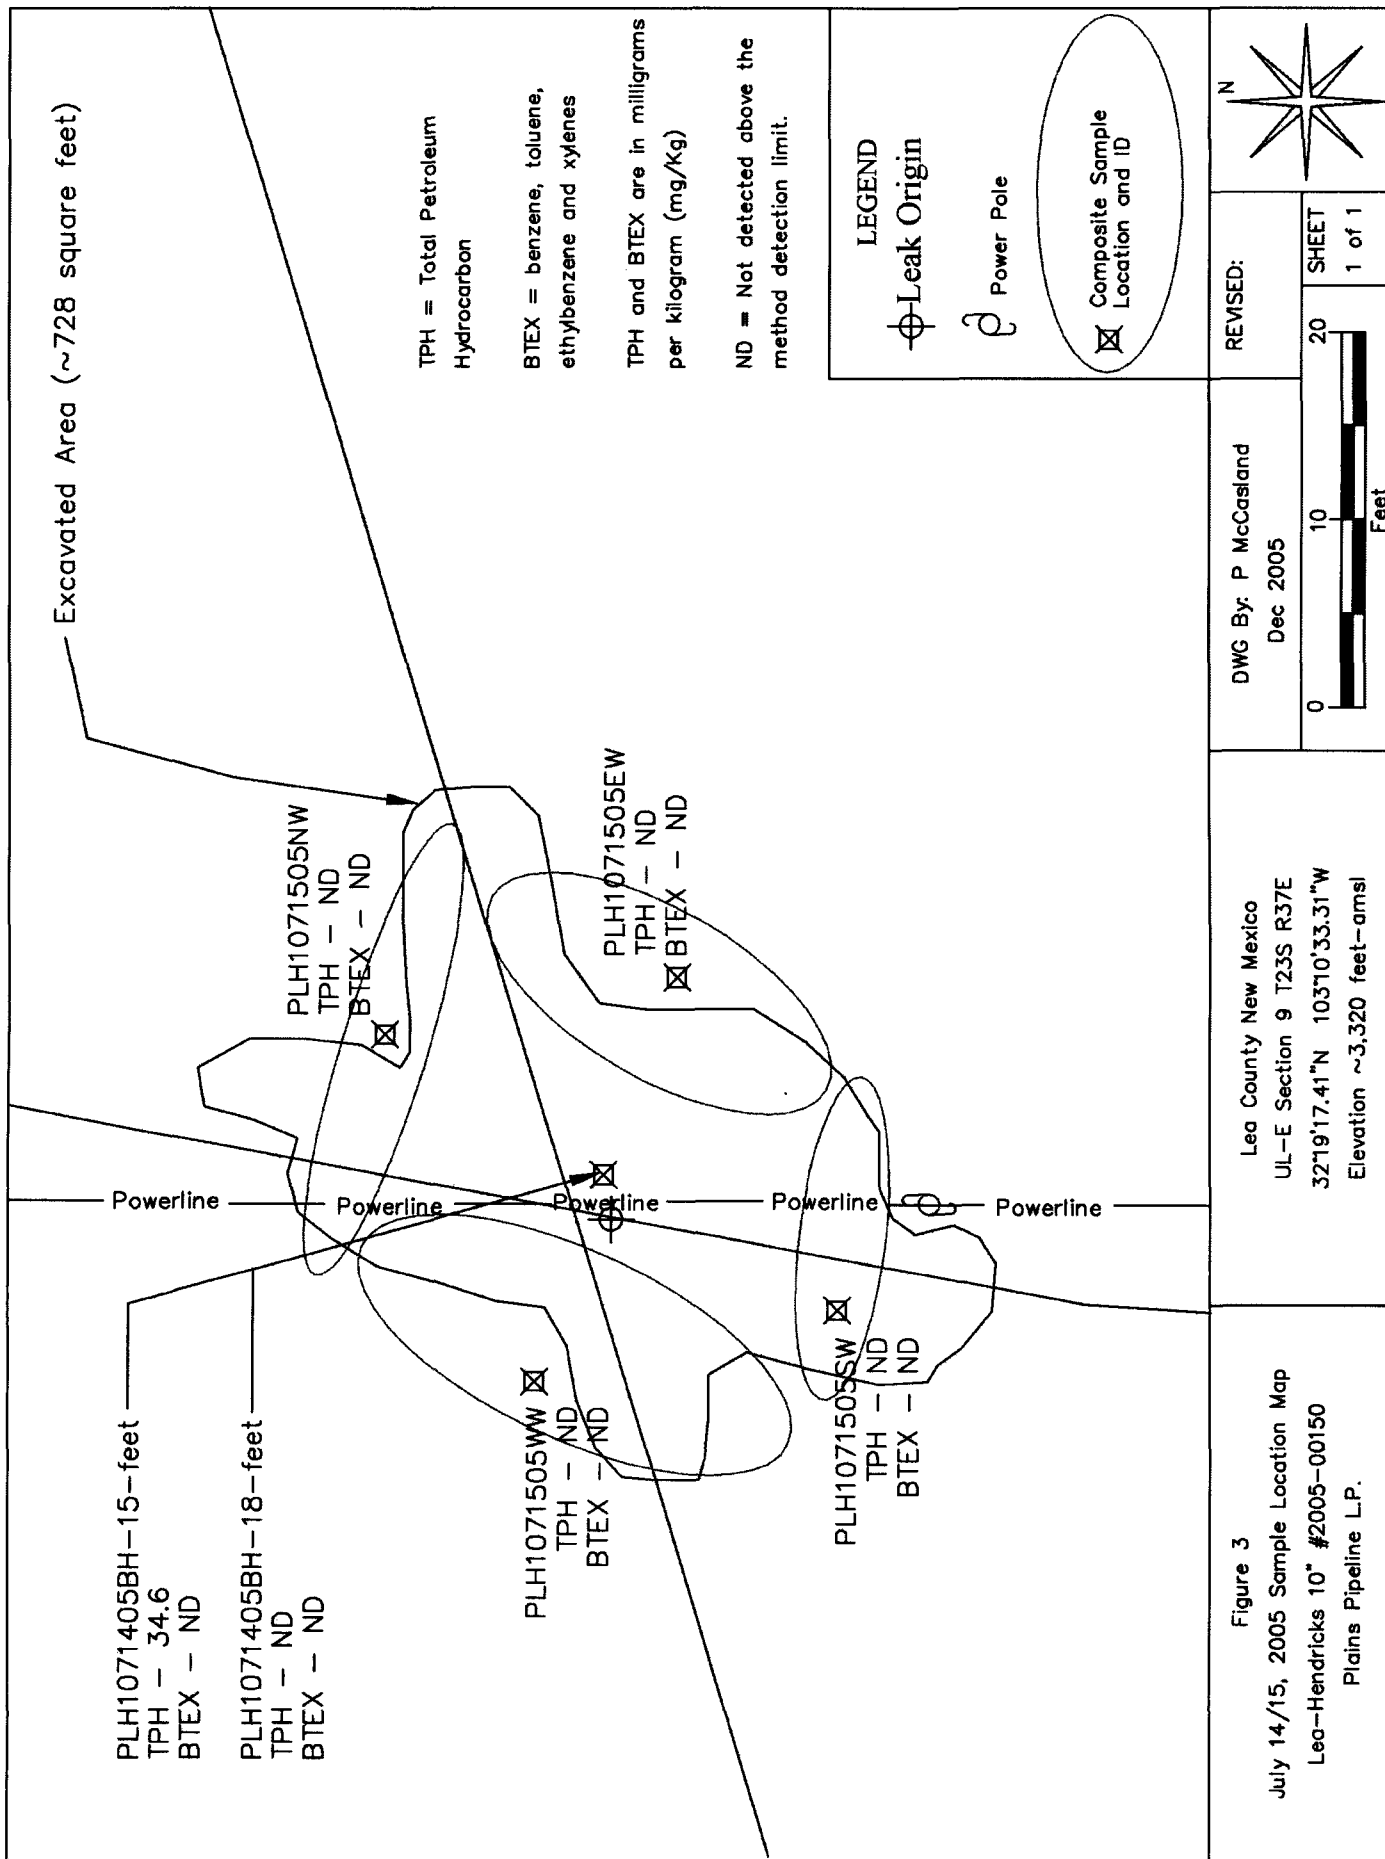 Excavated Area (~728 square feet)
TPH = Total Petroleum
Hydrocarbon
BTEX = benzene, toluene,
ethylbenzene and xylenes
TPH and BTEX are in milligrams
per kilogram (mg/Kg)
ND = Not detected above the
method detection limit.
PLH1071405BH-15-feet
TPH - 34.6
BTEX - ND
PLH1071405BH-18-feet
TPH - ND
BTEX - ND
PLH1071505NW
TPH - ND
BTEX - ND
PLH1071505EW
TPH - ND
BTEX - ND
PLH1071505WW
TPH - ND
BTEX - ND
PLH1071505SW
TPH - ND
BTEX - ND
Powerline
Powerline
Powerline
Powerline
Powerline
LEGEND
Leak Origin
Power Pole
Composite Sample
Location and ID
Figure 3
July 14/15, 2005 Sample Location Map
Lea-Hendricks 10" #2005-00150
Plains Pipeline L.P.
Lea County New Mexico
UL-E Section 9 T23S R37E
32°19'17.41"N 103°10'33.31"W
Elevation ~3,320 feet-amsl
DWG By: P McCasland
Dec 2005
REVISED:
0 10 20
Feet
SHEET
1 of 1
N